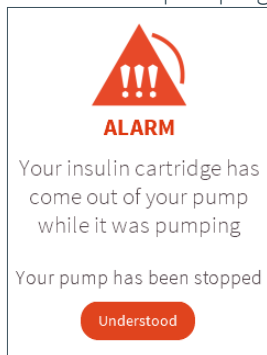 !!!
ALARM
Your insulin cartridge has
come out of your pump
while it was pumping
Your pump has been stopped
Understood